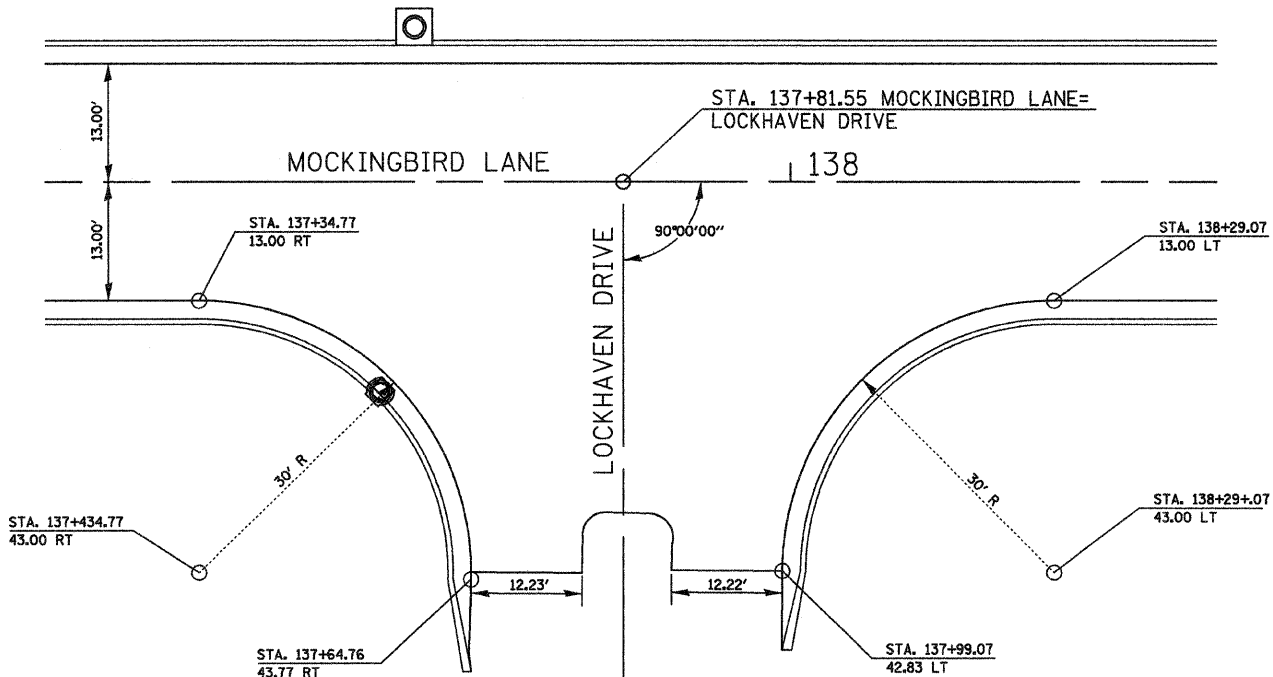 STA. 137+81.55 MOCKINGBIRD LANE=
LOCKHAVEN DRIVE
13.00'
MOCKINGBIRD LANE
138
13.00'
STA. 137+34.77
13.00 RT
90°00'00"
STA. 138+29.07
13.00 LT
LOCKHAVEN DRIVE
30' R
30' R
STA. 137+434.77
43.00 RT
STA. 138+29+.07
43.00 LT
12.23'
12.22'
STA. 137+64.76
43.77 RT
STA. 137+99.07
42.83 LT